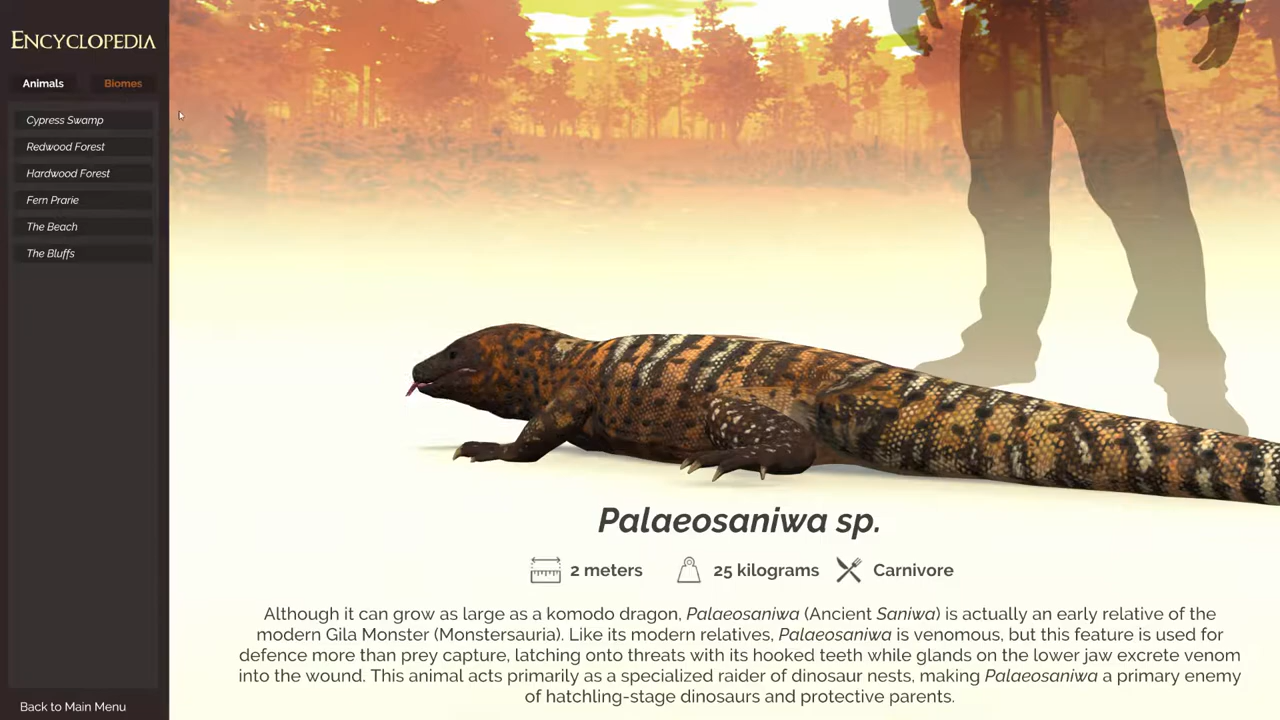 ENCYCLOPEDIA
Animals Biomes
Cypress Swamp
Redwood Forest
Hardwood Forest
Fern Prarie
The Beach
The Bluffs
Back to Main Menu
Palaeosaniwa sp.
2 meters 25 kilograms Carnivore
Although it can grow as large as a komodo dragon, Palaeosaniwa (Ancient Saniwa) is actually an early relative of the
modern Gila Monster (Monstersauria). Like its modern relatives, Palaeosaniwa is venomous, but this feature is used for
defence more than prey capture, latching onto threats with its hooked teeth while glands on the lower jaw excrete venom
into the wound. This animal acts primarily as a specialized raider of dinosaur nests, making Palaeosaniwa a primary enemy
of hatchling-stage dinosaurs and protective parents.